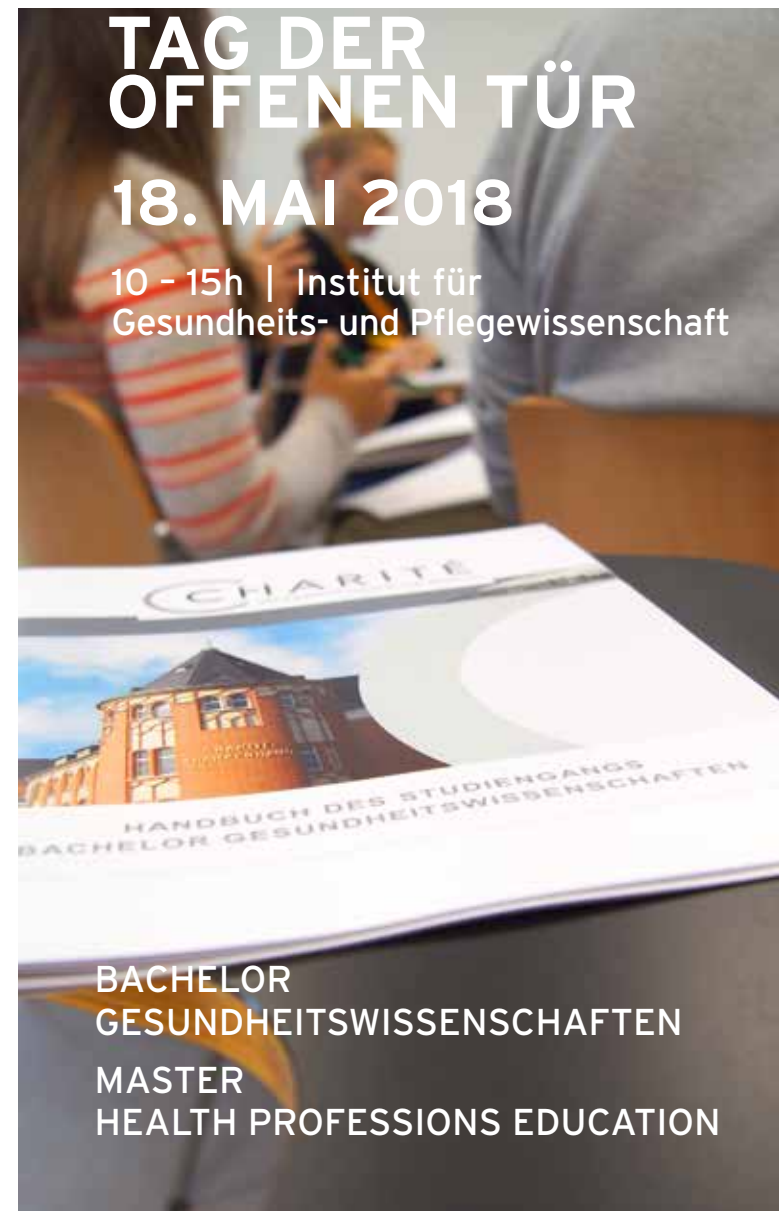 TAG DER
OFFENEN TÜR
18. MAI 2018
10 – 15h | Institut für
Gesundheits- und Pflegewissenschaft
CHARITÉ
HANDBUCH DES STUDIENGANGS
BACHELOR GESUNDHEITSWISSENSCHAFTEN
BACHELOR
GESUNDHEITSWISSENSCHAFTEN
MASTER
HEALTH PROFESSIONS EDUCATION